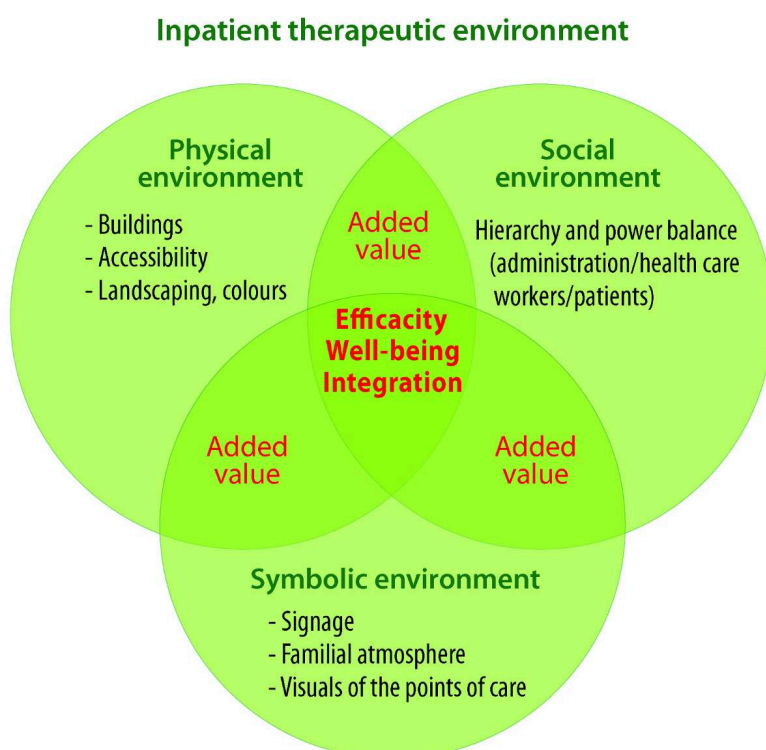 Inpatient therapeutic environment
Physical
environment
- Buildings
- Accessibility
- Landscaping, colours
Social
environment
Hierarchy and power balance
(administration/health care
workers/patients)
Added
value
Efficacity
Well-being
Integration
Added
value
Added
value
Symbolic environment
- Signage
- Familial atmosphere
- Visuals of the points of care